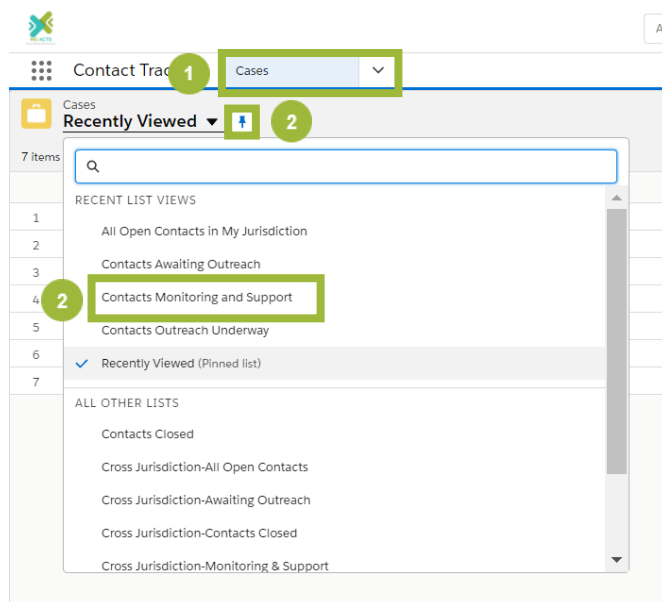 A
Contact Trac
1
Cases
Cases
Recently Viewed
2
7 items
RECENT LIST VIEWS
1
All Open Contacts in My Jurisdiction
2
Contacts Awaiting Outreach
3
4
2
Contacts Monitoring and Support
5
Contacts Outreach Underway
6
Recently Viewed (Pinned list)
7
ALL OTHER LISTS
Contacts Closed
Cross Jurisdiction-All Open Contacts
Cross Jurisdiction-Awaiting Outreach
Cross Jurisdiction-Contacts Closed
Cross Jurisdiction-Monitoring & Support